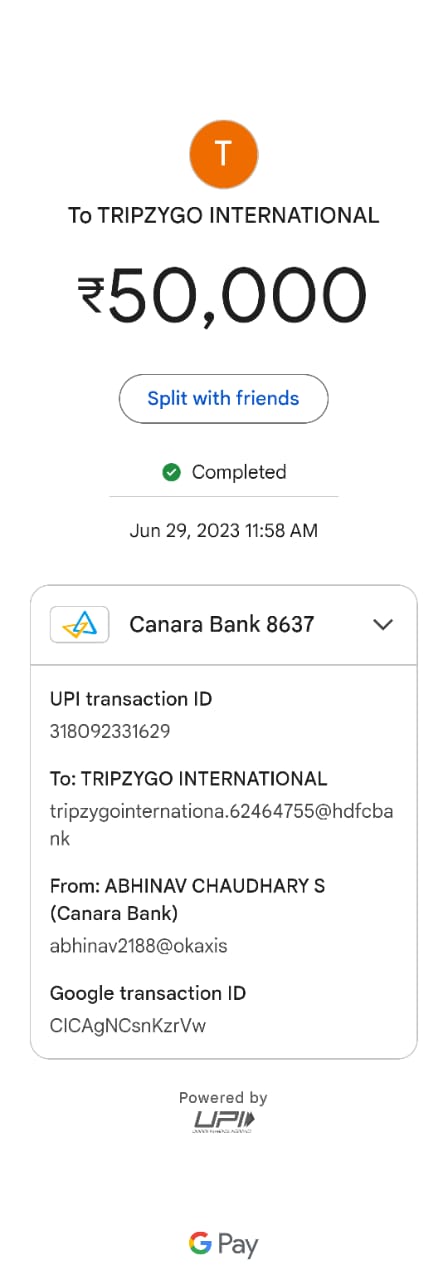 T
To TRIPZYGO INTERNATIONAL
₹50,000
Split with friends
Completed
Jun 29, 2023 11:58 AM
Canara Bank 8637
UPI transaction ID
318092331629
To: TRIPZYGO INTERNATIONAL
tripzygointernationa.62464755@hdfcba
nk
From: ABHINAV CHAUDHARY S
(Canara Bank)
abhinav2188@okaxis
Google transaction ID
CICAgNCsnKzrVw
Powered by
UPI
G Pay